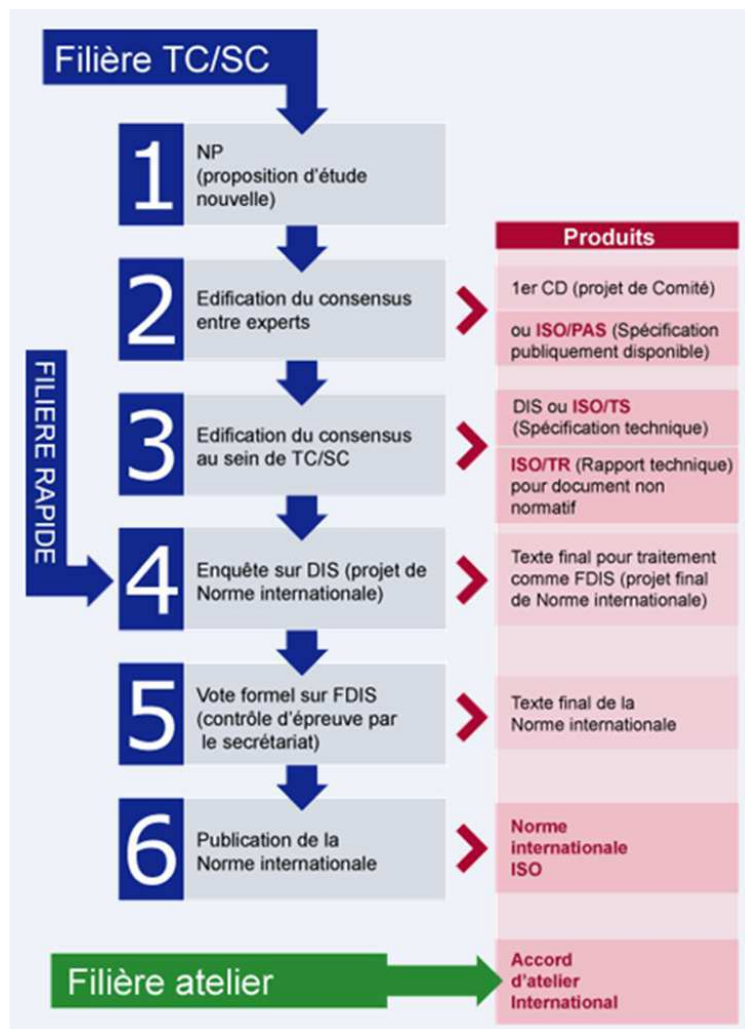 Filière TC/SC
1
NP
(proposition d'étude
nouvelle)
Produits
2
Edification du consensus
entre experts
1er CD (projet de Comité)
ou ISO/PAS (Spécification
publiquement disponible)
FILIERE RAPIDE
3
Edification du consensus
au sein de TC/SC
DIS ou ISO/TS
(Spécification technique)
ISO/TR (Rapport technique)
pour document non
normatif
4
Enquête sur DIS (projet de
Norme internationale)
Texte final pour traitement
comme FDIS (projet final
de Norme internationale)
5
Vote formel sur FDIS
(contrôle d'épreuve par
le secrétariat)
Texte final de la
Norme internationale
6
Publication de la
Norme internationale
Norme
internationale
ISO
Filière atelier
Accord
d'atelier
International